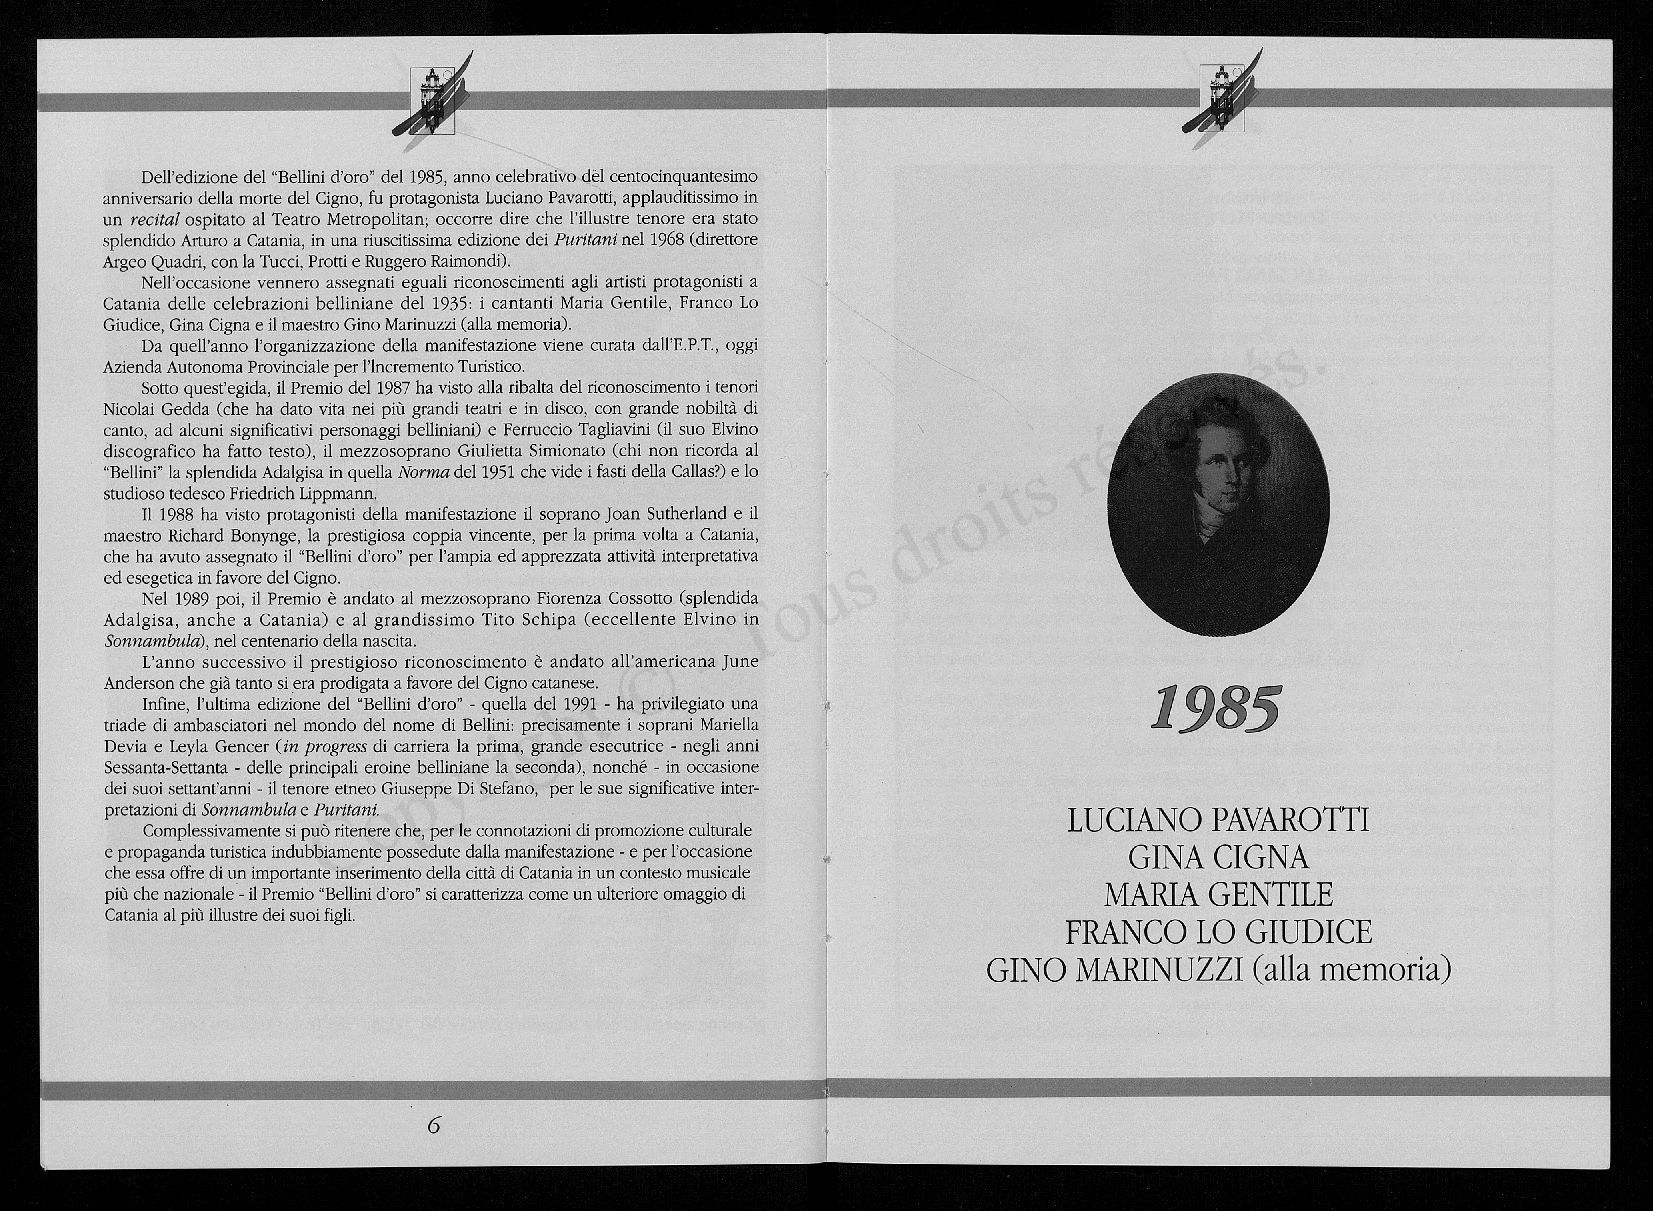 Dell'edizione del “Bellini d'oro” del 1985, anno celebrativo del centocinquantesimo
anniversario della morte del Cigno, fu protagonista Luciano Pavarotti, applauditissimo in
un recital ospitato al Teatro Metropolitan; occorre dire che l'illustre tenore era stato
splendido Arturo a Catania, in una riuscitissima edizione dei Puritani nel 1968 (direttore
Argeo Quadri, con la Tucci, Protti e Ruggero Raimondi).
Nell'occasione vennero assegnati eguali riconoscimenti agli artisti protagonisti a
Catania delle celebrazioni belliniane del 1935: i cantanti Maria Gentile, Franco Lo
Giudice, Gina Cigna e il maestro Gino Marinuzzi (alla memoria).
Da quell'anno l'organizzazione della manifestazione viene curata dall'E.P.T., oggi
Azienda Autonoma Provinciale per l'Incremento Turistico.
Sotto quest'egida, il Premio del 1987 ha visto alla ribalta del riconoscimento i tenori
Nicolai Gedda (che ha dato vita nei più grandi teatri e in disco, con grande nobiltà di
canto, ad alcuni significativi personaggi belliniani) e Ferruccio Tagliavini (il suo Elvino
discografico ha fatto testo), il mezzosoprano Giulietta Simionato (chi non ricorda al
“Bellini” la splendida Adalgisa in quella Norma del 1951 che vide i fasti della Callas?) e lo
studioso tedesco Friedrich Lippmann.
Il 1988 ha visto protagonisti della manifestazione il soprano Joan Sutherland e il
maestro Richard Bonynge, la prestigiosa coppia vincente, per la prima volta a Catania,
che ha avuto assegnato il “Bellini d'oro” per l'ampia ed apprezzata attività interpretativa
ed esegetica in favore del Cigno.
Nel 1989 poi, il Premio è andato al mezzosoprano Fiorenza Cossotto (splendida
Adalgisa, anche a Catania) e al grandissimo Tito Schipa (eccellente Elvino in
Sonnambula), nel centenario della nascita.
L'anno successivo il prestigioso riconoscimento è andato all'americana June
Anderson che già tanto si era prodigata a favore del Cigno catanese.
Infine, l'ultima edizione del “Bellini d'oro” - quella del 1991 - ha privilegiato una
triade di ambasciatori nel mondo del nome di Bellini: precisamente i soprani Mariella
Devia e Leyla Gencer (in progress di carriera la prima, grande esecutrice - negli anni
Sessanta-Settanta - delle principali eroine belliniane la seconda), nonché - in occasione
dei suoi settant'anni - il tenore etneo Giuseppe Di Stefano, per le sue significative inter-
pretazioni di Sonnambula e Puritani.
Complessivamente si può ritenere che, per le connotazioni di promozione culturale
e propaganda turistica indubbiamente possedute dalla manifestazione - e per l'occasione
che essa offre di un importante inserimento della città di Catania in un contesto musicale
più che nazionale - il Premio “Bellini d'oro” si caratterizza come un ulteriore omaggio di
Catania al più illustre dei suoi figli.
6
1985
LUCIANO PAVAROTTI
GINA CIGNA
MARIA GENTILE
FRANCO LO GIUDICE
GINO MARINUZZI (alla memoria)
Copyright © Tous droits réservés.